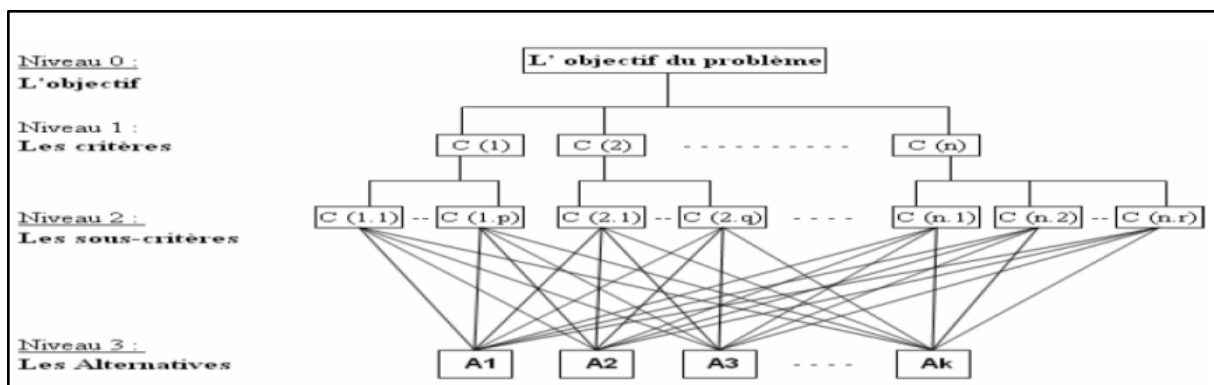 Niveau 0 :
L'objectif
L' objectif du problème
Niveau 1 :
Les critères
C (1) C (2) - - - - - - - - - - C (n)
Niveau 2 :
Les sous-critères
C (1.1) -- C (1.p) C (2.1) -- C (2.q) - - - - C (n.1) C (n.2) -- C (n.r)
Niveau 3 :
Les Alternatives
A1 A2 A3 - - - - Ak